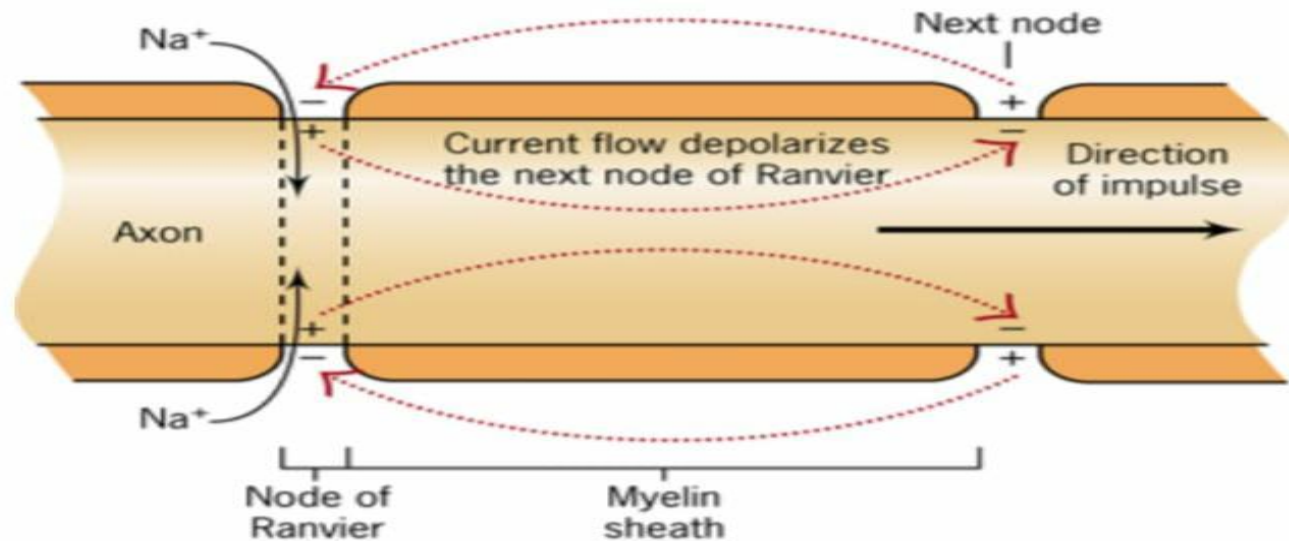 Na⁺
Next node
−
+
+
−
Current flow depolarizes
the next node of Ranvier
Direction
of impulse
Axon
+
−
−
+
Na⁺
Node of
Ranvier
Myelin
sheath